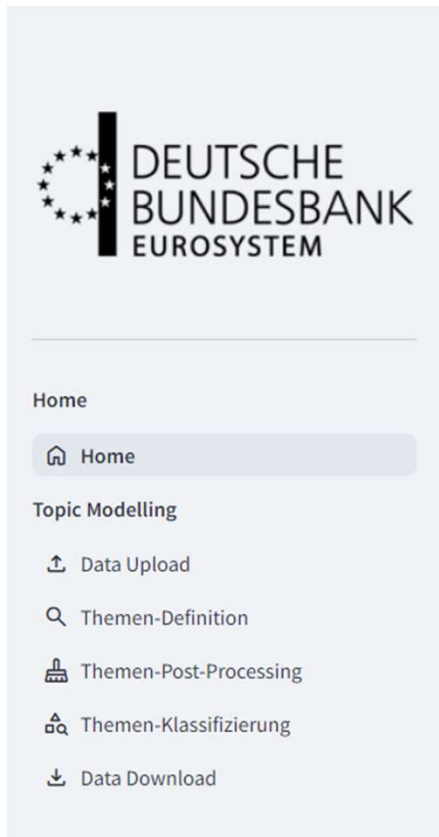 DEUTSCHE
BUNDESBANK
EUROSYSTEM
Home
Home
Topic Modelling
Data Upload
Themen-Definition
Themen-Post-Processing
Themen-Klassifizierung
Data Download